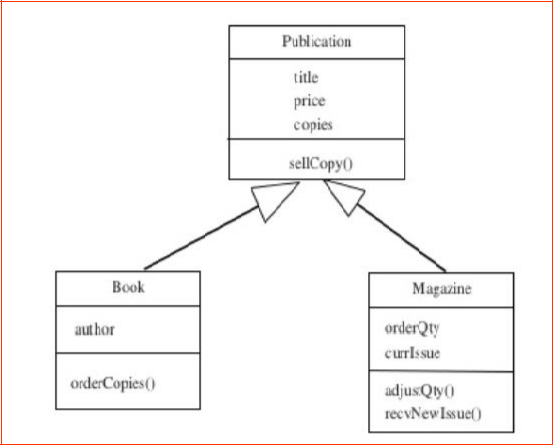 Publication
title
price
copies
sellCopy()
Book
author
orderCopies()
Magazine
orderQty
currIssue
adjustQty()
recvNewIssue()